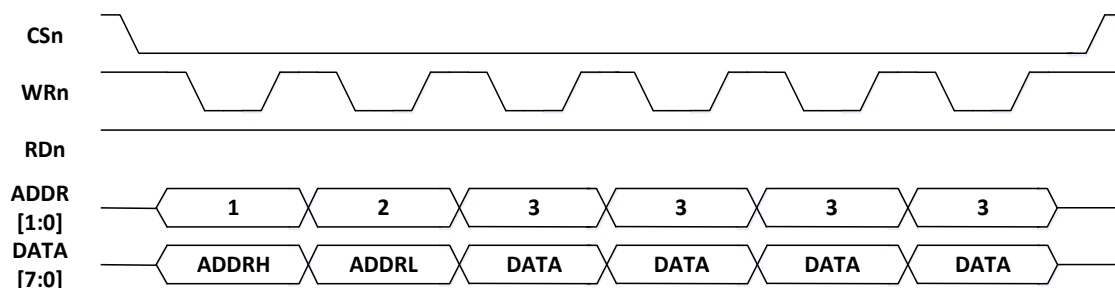 CSn
WRn
RDn
ADDR
[1:0]
1 2 3 3 3 3
DATA
[7:0]
ADDRH ADDRL DATA DATA DATA DATA